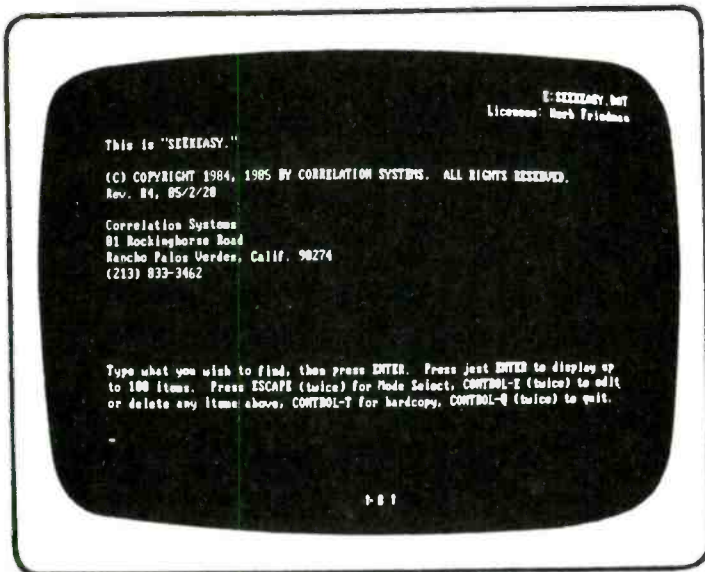 E:SEEKEASY.DAT
Licensee: Herb Friedman
This is "SEEKEASY."
(C) COPYRIGHT 1984, 1985 BY CORRELATION SYSTEMS. ALL RIGHTS RESERVED.
Rev. R4, 85/2/20
Correlation Systems
81 Rockinghorse Road
Rancho Palos Verdes, Calif. 90274
(213) 833-3462
Type what you wish to find, then press ENTER. Press just ENTER to display up
to 100 items. Press ESCAPE (twice) for Mode Select, CONTROL-E (twice) to edit
or delete any items above, CONTROL-T for hardcopy, CONTROL-Q (twice) to quit.